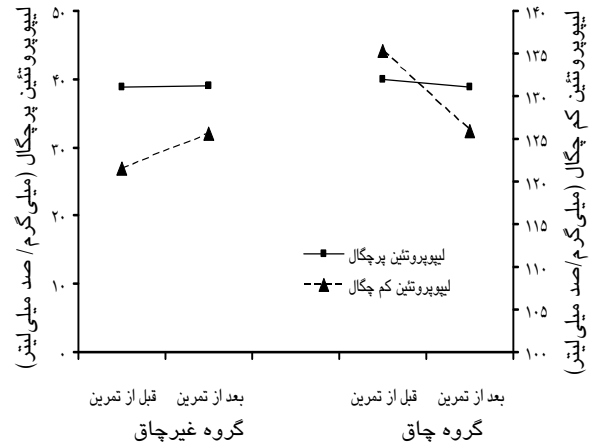 لیپوپروتئین پرچگال (میلی‌گرم/ صد میلی‌لیتر)
۵۰
۴۰
۳۰
۲۰
۱۰
۰
لیپوپروتئین کم چگال (میلی‌گرم/صد میلی‌لیتر)
۱۴۰
۱۳۵
۱۳۰
۱۲۵
۱۲۰
۱۱۵
۱۱۰
۱۰۵
۱۰۰
لیپوپروتئین پرچگال
لیپوپروتئین کم چگال
قبل از تمرین
بعد از تمرین
قبل از تمرین
بعد از تمرین
گروه غیرچاق
گروه چاق